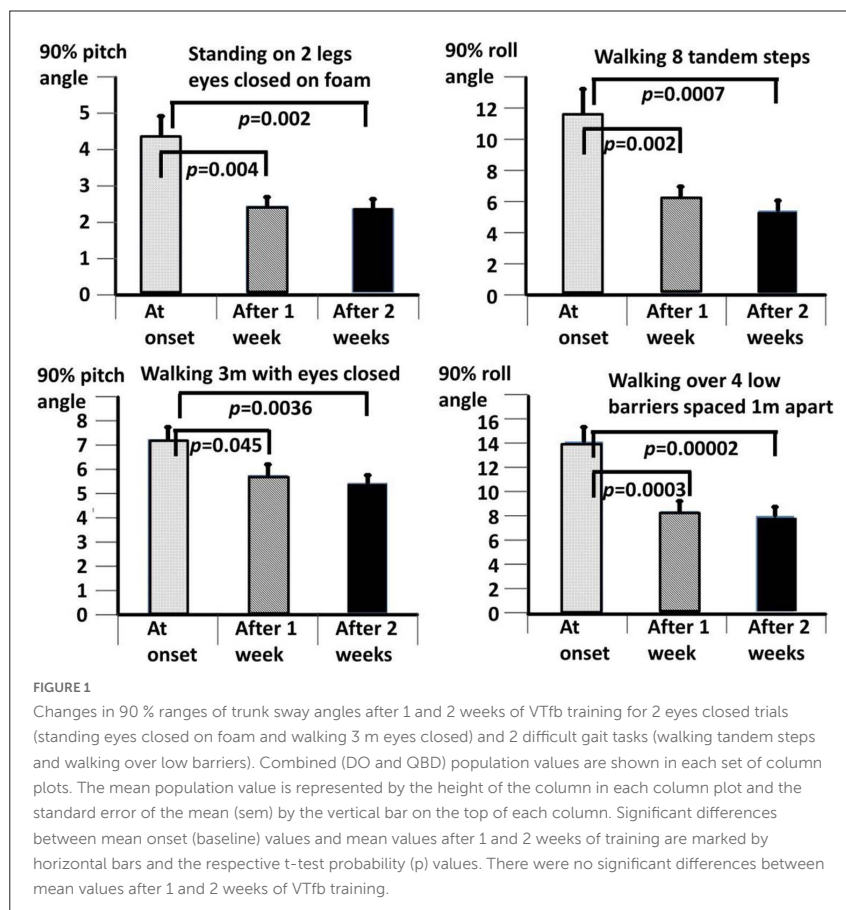 90% pitch
angle
Standing on 2 legs
eyes closed on foam
5
4
3
2
1
0
p=0.002
p=0.004
At
onset
After 1
week
After 2
weeks
90% roll
angle
Walking 8 tandem steps
12
10
8
6
4
2
0
p=0.0007
p=0.002
At
onset
After 1
week
After 2
weeks
90% pitch
angle
Walking 3m with eyes closed
8
7
6
5
4
3
2
1
0
p=0.0036
p=0.045
At
onset
After 1
week
After 2
weeks
90% roll
angle
Walking over 4 low
barriers spaced 1m apart
16
14
12
10
8
6
4
2
0
p=0.00002
p=0.0003
At
onset
After 1
week
After 2
weeks
FIGURE 1
Changes in 90 % ranges of trunk sway angles after 1 and 2 weeks of VTfb training for 2 eyes closed trials
(standing eyes closed on foam and walking 3 m eyes closed) and 2 difficult gait tasks (walking tandem steps
and walking over low barriers). Combined (DO and QBD) population values are shown in each set of column
plots. The mean population value is represented by the height of the column in each column plot and the
standard error of the mean (sem) by the vertical bar on the top of each column. Significant differences
between mean onset (baseline) values and mean values after 1 and 2 weeks of training are marked by
horizontal bars and the respective t-test probability (p) values. There were no significant differences between
mean values after 1 and 2 weeks of VTfb training.